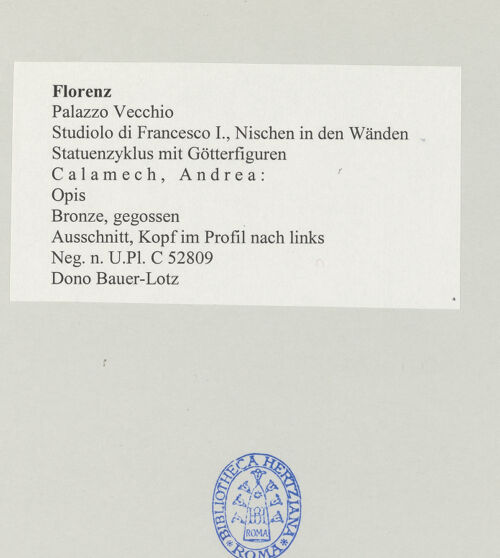 Florenz
Palazzo Vecchio
Studiolo di Francesco I., Nischen in den Wänden
Statuenzyklus mit Götterfiguren
Calamech, Andrea:
Opis
Bronze, gegossen
Ausschnitt, Kopf im Profil nach links
Neg. n. U.Pl. C 52809
Dono Bauer-Lotz
*BIBLIOTHECA HERTZIANA*
ROMA
ROMA